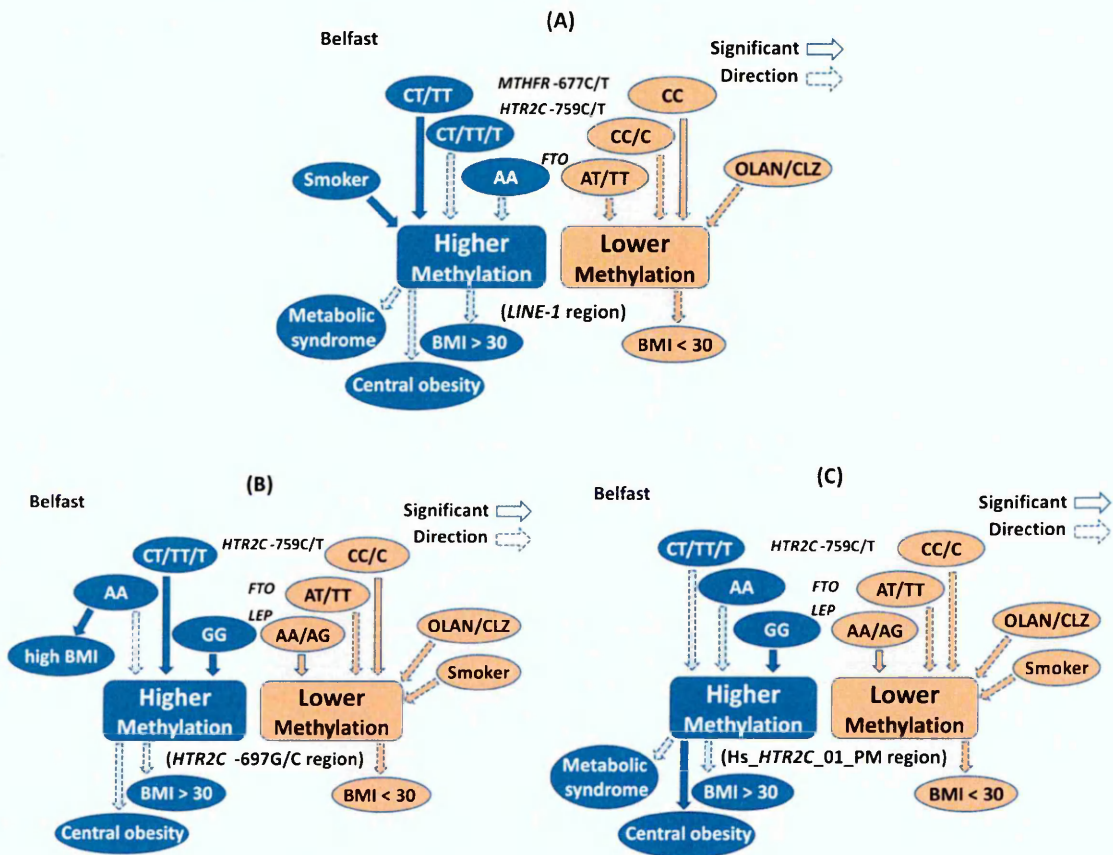 (A)
Belfast
Significant
Direction
MTHFR -677C/T
HTR2C -759C/T
CT/TT
CC
CT/TT/T
CC/C
FTO
AA
AT/TT
Smoker
OLAN/CLZ
Higher
Methylation
Lower
Methylation
(LINE-1 region)
Metabolic
syndrome
BMI > 30
BMI < 30
Central obesity
(B)
Belfast
Significant
Direction
HTR2C -759C/T
CT/TT/T
CC/C
AA
FTO
AT/TT
LEP
GG
AA/AG
OLAN/CLZ
high BMI
Smoker
Higher
Methylation
Lower
Methylation
(HTR2C -697G/C region)
BMI > 30
BMI < 30
Central obesity
(C)
Belfast
Significant
Direction
HTR2C -759C/T
CT/TT/T
CC/C
AA
FTO
AT/TT
LEP
GG
AA/AG
OLAN/CLZ
Smoker
Higher
Methylation
Lower
Methylation
(Hs_HTR2C_01_PM region)
Metabolic
syndrome
BMI > 30
BMI < 30
Central obesity